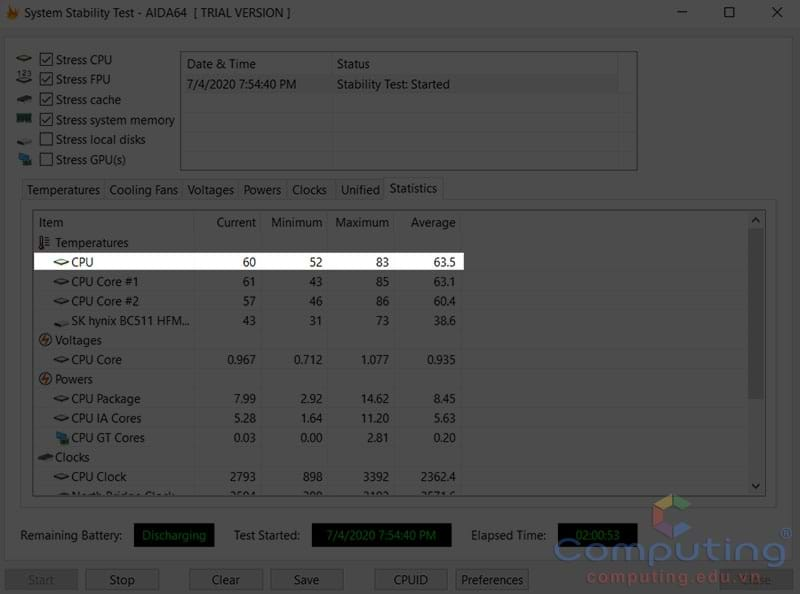 System Stability Test - AIDA64 [ TRIAL VERSION ]
Stress CPU
123
Stress FPU
Stress cache
Stress system memory
Stress local disks
Stress GPU(s)
Date & Time Status
7/4/2020 7:54:40 PM Stability Test: Started
Temperatures Cooling Fans Voltages Powers Clocks Unified Statistics
Item Current Minimum Maximum Average
Temperatures
CPU 60 52 83 63.5
CPU Core #1 61 43 85 63.1
CPU Core #2 57 46 86 60.4
SK hynix BC511 HFM... 43 31 73 38.6
Voltages
CPU Core 0.967 0.712 1.077 0.935
Powers
CPU Package 7.99 2.92 14.62 8.45
CPU IA Cores 5.28 1.64 11.20 5.63
CPU GT Cores 0.03 0.00 2.81 0.20
Clocks
CPU Clock 2793 898 3392 2362.4
North Bridge Clock
Remaining Battery: Discharging Test Started: 7/4/2020 7:54:40 PM Elapsed Time: 02:00:53
Computing®
computing.edu.vn
Start Stop Clear Save CPUID Preferences